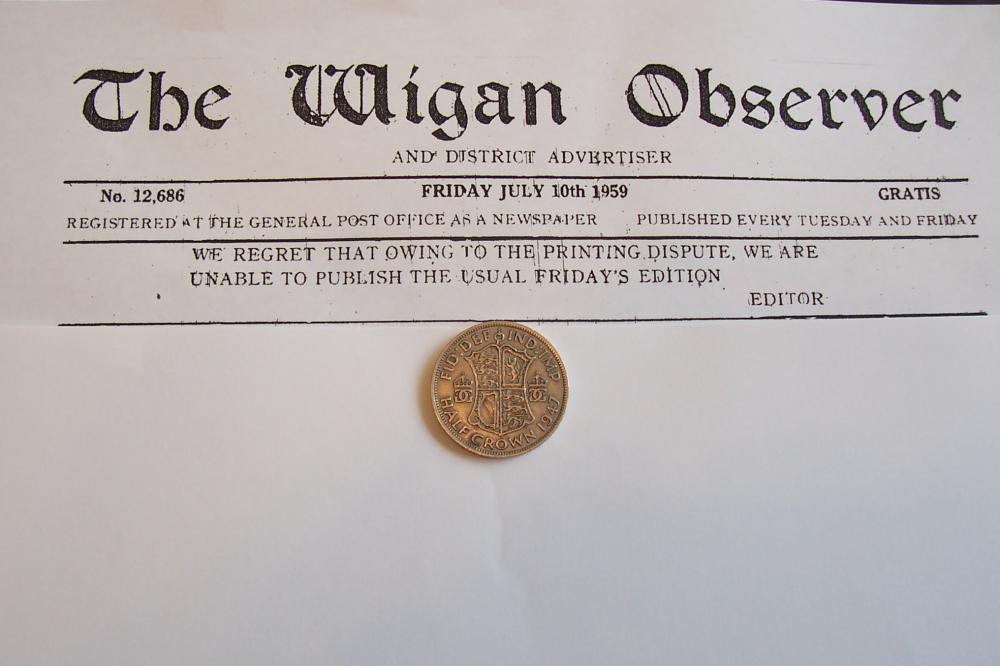 The Wigan Observer
AND DISTRICT ADVERTISER
No. 12,686 FRIDAY JULY 10th 1959 GRATIS
REGISTERED AT THE GENERAL POST OFFICE AS A NEWSPAPER PUBLISHED EVERY TUESDAY AND FRIDAY
WE REGRET THAT OWING TO THE PRINTING DISPUTE, WE ARE
UNABLE TO PUBLISH THE USUAL FRIDAY'S EDITION
EDITOR
FID:DEF IND:IMP
HALF CROWN 1947